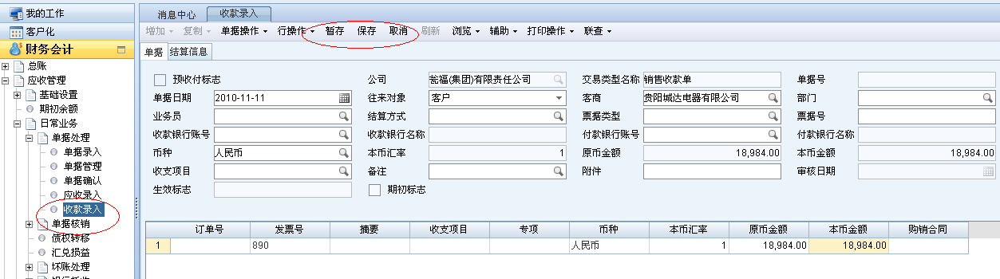 我的工作
客户化
财务会计
总账
应收管理
基础设置
期初余额
日常业务
单据处理
单据录入
单据管理
单据确认
应收录入
收款录入
单据核销
债权转移
汇兑损益
坏账处理
消息中心 收款录入
增加 复制 单据操作 行操作 暂存 保存 取消 刷新 浏览 辅助 打印操作 联查
单据 结算信息
预收付标志 公司 瓮福(集团)有限责任公司 交易类型名称 销售收款单 单据号
单据日期 2010-11-11 往来对象 客户 客商 贵阳城达电器有限公司 部门
业务员 结算方式 票据类型 票据号
收款银行账号 收款银行名称 付款银行账号 付款银行名称
币种 人民币 本币汇率 1 原币金额 18,984.00 本币金额 18,984.00
收支项目 备注 附件 审核日期
生效标志 期初标志
订单号 发票号 摘要 收支项目 专项 币种 本币汇率 原币金额 本币金额 购销合同
1 890 人民币 1 18,984.00 18,984.00